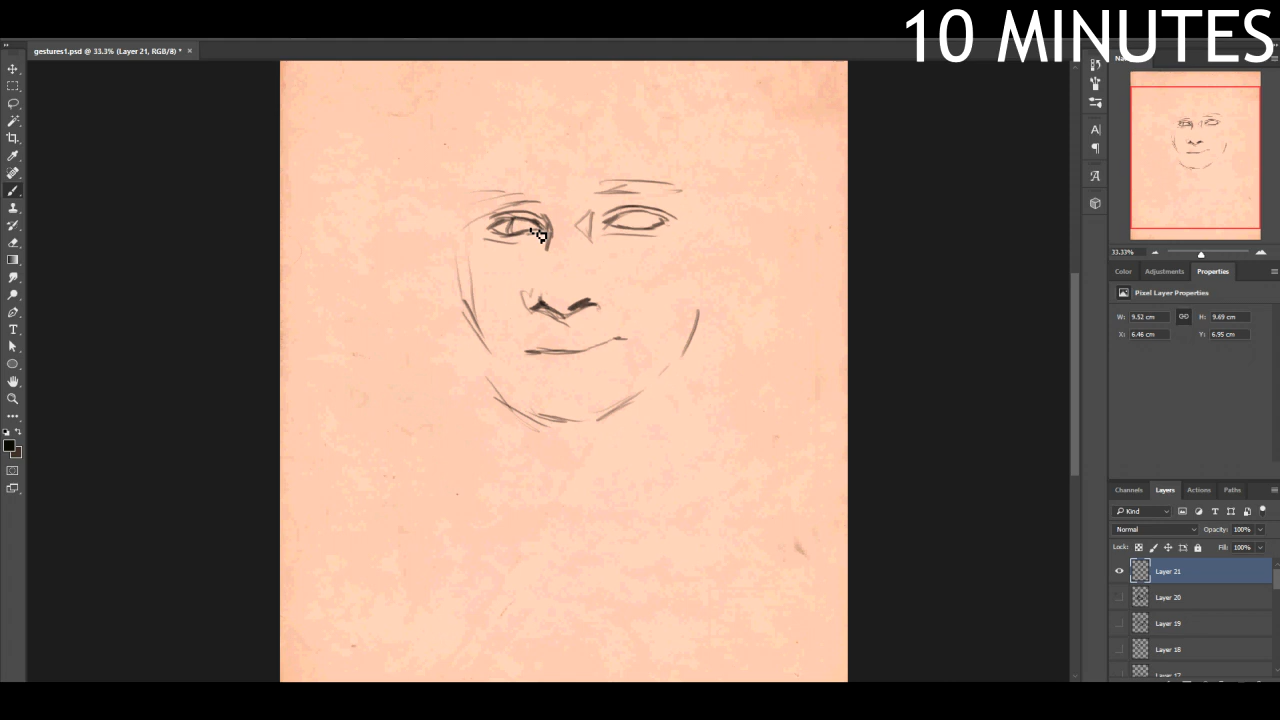 10 MINUTES
gestures1.psd @ 33.3% (Layer 21, RGB/8) *
33.33%
Color Adjustments Properties
Pixel Layer Properties
W: 9.52 cm H: 9.69 cm
X: 6.46 cm Y: 6.95 cm
Channels Layers Actions Paths
Kind
Normal Opacity: 100%
Lock: Fill: 100%
Layer 21
Layer 20
Layer 19
Layer 18
Layer 17